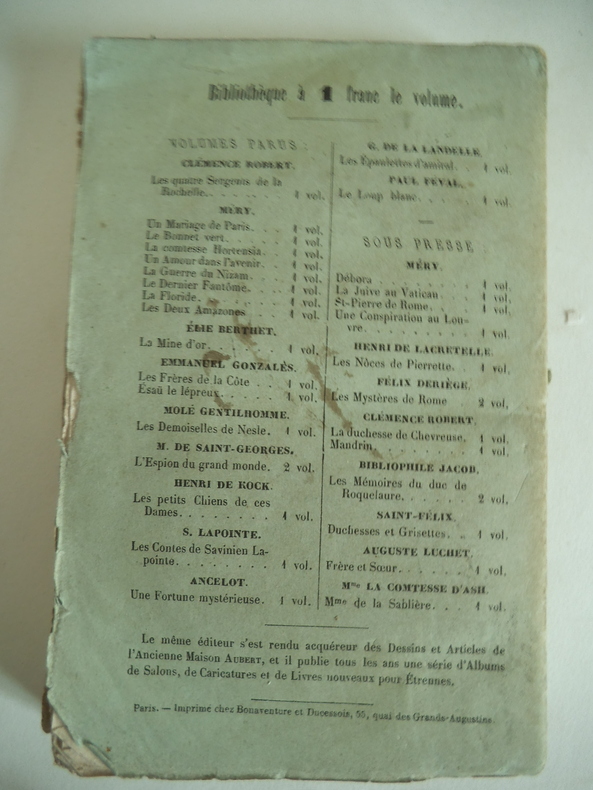 Bibliothèque à 1 franc le volume.
VOLUMES PARUS :
CLÉMENCE ROBERT.
Les quatre Sergents de la
Rochelle. . . . . . . 1 vol.
MÉRY.
Un Mariage de Paris. . . 1 vol.
Le Bonnet vert. . . . . 1 vol.
La comtesse Hortensia. . 1 vol.
Un Amour dans l'avenir. . 1 vol.
La Guerre du Nizam. . . 1 vol.
Le Dernier Fantôme. . . 1 vol.
La Floride. . . . . . 1 vol.
Les Deux Amazones . . . 1 vol.
ÉLIE BERTHET.
La Mine d'or. . . . . . 1 vol.
EMMANUEL GONZALÈS.
Les Frères de la Côte . . 1 vol.
Ésaü le lépreux. . . . . 1 vol.
MOLÉ GENTILHOMME.
Les Demoiselles de Nesle. 1 vol.
M. DE SAINT-GEORGES.
L'Espion du grand monde. 2 vol.
HENRI DE KOCK.
Les petits Chiens de ces
Dames. . . . . . . . 1 vol.
S. LAPOINTE.
Les Contes de Savinien La-
pointe. . . . . . . . 1 vol.
ANCELOT.
Une Fortune mystérieuse. 1 vol.
G. DE LA LANDELLE
Les Épaulettes d'amiral. . 1 vol.
PAUL FEVAL.
Le Loup blanc. . . . . 1 vol.
SOUS PRESSE
MÉRY.
Débora . . . . . . . 1 vol.
La Juive au Vatican. . . 1 vol.
St-Pierre de Rome. . . . 1 vol.
Une Conspiration au Lou-
vre. . . . . . . . . 1 vol.
HENRI DE LACRETELLE.
Les Nôces de Pierrette. . 1 vol.
FÉLIX DERIÈGE.
Les Mystères de Rome 2 vol.
CLÉMENCE ROBERT.
La duchesse de Chevreuse. 1 vol.
Mandrin. . . . . . . . 1 vol.
BIBLIOPHILE JACOB.
Les Mémoires du duc de
Roquelaure. . . . . . 2 vol.
SAINT-FÉLIX.
Duchesses et Grisettes. . 1 vol.
AUGUSTE LUCHET.
Frère et Sœur. . . . . . 1 vol.
Mme LA COMTESSE D'ASH.
Mme de la Sablière. . . 1 vol.
Le même éditeur s'est rendu acquéreur des Dessins et Articles de
l'Ancienne Maison AUBERT, et il publie tous les ans une série d'Albums
de Salons, de Caricatures et de Livres nouveaux pour Étrennes.
Paris. — Imprimé chez Bonaventure et Ducessois, 55, quai des Grands-Augustins